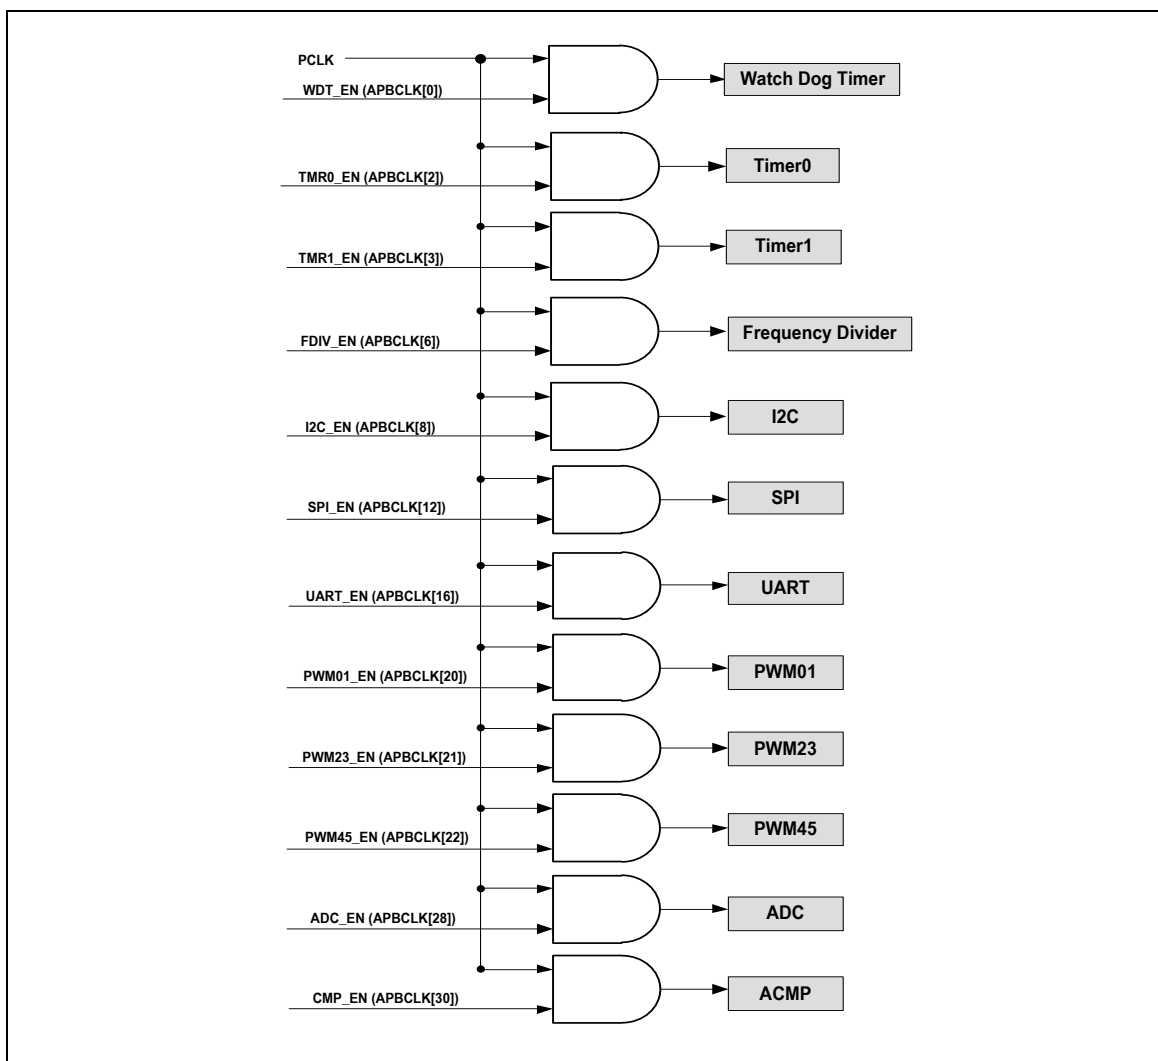 PCLK
WDT_EN (APBCLK[0])
Watch Dog Timer
TMR0_EN (APBCLK[2])
Timer0
TMR1_EN (APBCLK[3])
Timer1
FDIV_EN (APBCLK[6])
Frequency Divider
I2C_EN (APBCLK[8])
I2C
SPI_EN (APBCLK[12])
SPI
UART_EN (APBCLK[16])
UART
PWM01_EN (APBCLK[20])
PWM01
PWM23_EN (APBCLK[21])
PWM23
PWM45_EN (APBCLK[22])
PWM45
ADC_EN (APBCLK[28])
ADC
CMP_EN (APBCLK[30])
ACMP